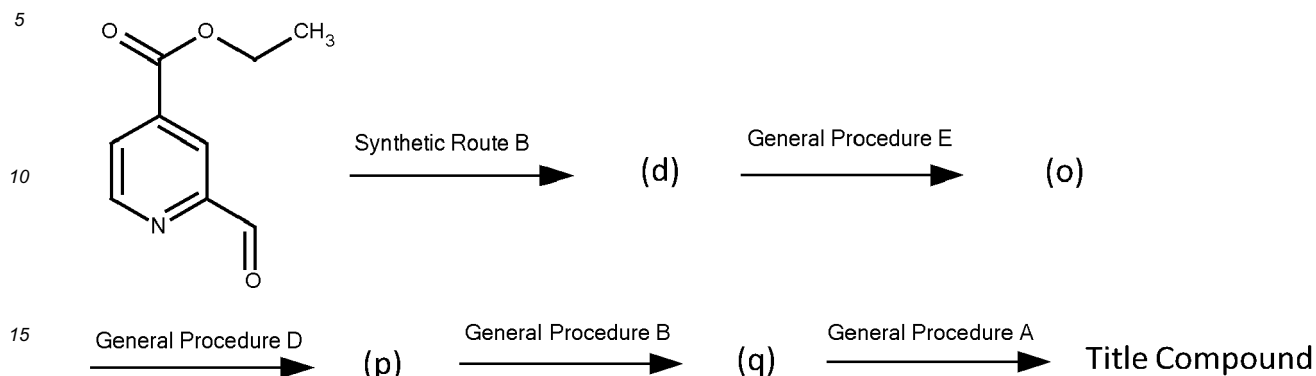 5
O
O
CH3
Synthetic Route B
(d)
General Procedure E
(o)
10
N
O
15
General Procedure D
(p)
General Procedure B
(q)
General Procedure A
Title Compound